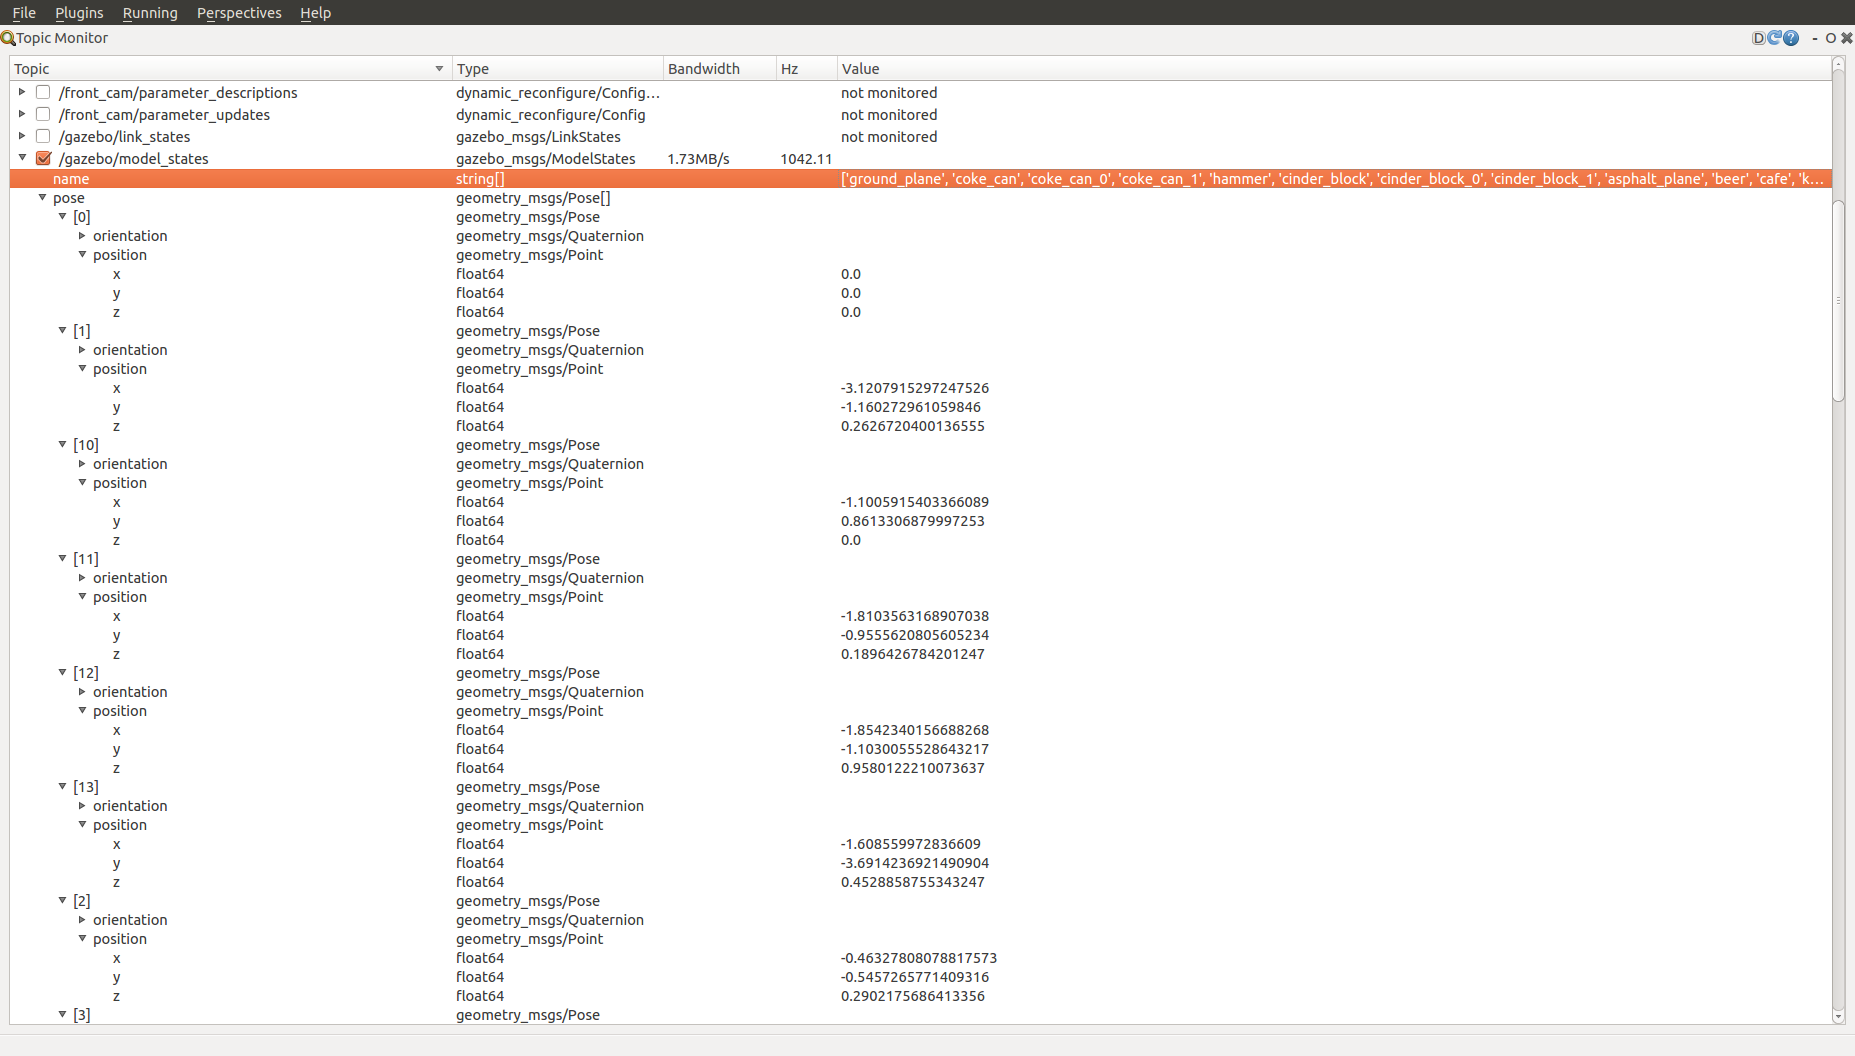 File Plugins Running Perspectives Help
Topic Monitor D ? - O
Topic Type Bandwidth Hz Value
/front_cam/parameter_descriptions dynamic_reconfigure/Config... not monitored
/front_cam/parameter_updates dynamic_reconfigure/Config not monitored
/gazebo/link_states gazebo_msgs/LinkStates not monitored
/gazebo/model_states gazebo_msgs/ModelStates 1.73MB/s 1042.11
name string[] ['ground_plane', 'coke_can', 'coke_can_0', 'coke_can_1', 'hammer', 'cinder_block', 'cinder_block_0', 'cinder_block_1', 'asphalt_plane', 'beer', 'cafe', 'k...
pose geometry_msgs/Pose[]
[0] geometry_msgs/Pose
orientation geometry_msgs/Quaternion
position geometry_msgs/Point
x float64 0.0
y float64 0.0
z float64 0.0
[1] geometry_msgs/Pose
orientation geometry_msgs/Quaternion
position geometry_msgs/Point
x float64 -3.1207915297247526
y float64 -1.160272961059846
z float64 0.2626720400136555
[10] geometry_msgs/Pose
orientation geometry_msgs/Quaternion
position geometry_msgs/Point
x float64 -1.1005915403366089
y float64 0.8613306879997253
z float64 0.0
[11] geometry_msgs/Pose
orientation geometry_msgs/Quaternion
position geometry_msgs/Point
x float64 -1.8103563168907038
y float64 -0.9555620805605234
z float64 0.1896426784201247
[12] geometry_msgs/Pose
orientation geometry_msgs/Quaternion
position geometry_msgs/Point
x float64 -1.8542340156688268
y float64 -1.1030055528643217
z float64 0.9580122210073637
[13] geometry_msgs/Pose
orientation geometry_msgs/Quaternion
position geometry_msgs/Point
x float64 -1.608559972836609
y float64 -3.6914236921490904
z float64 0.4528858755343247
[2] geometry_msgs/Pose
orientation geometry_msgs/Quaternion
position geometry_msgs/Point
x float64 -0.46327808078817573
y float64 -0.5457265771409316
z float64 0.2902175686413356
[3] geometry_msgs/Pose